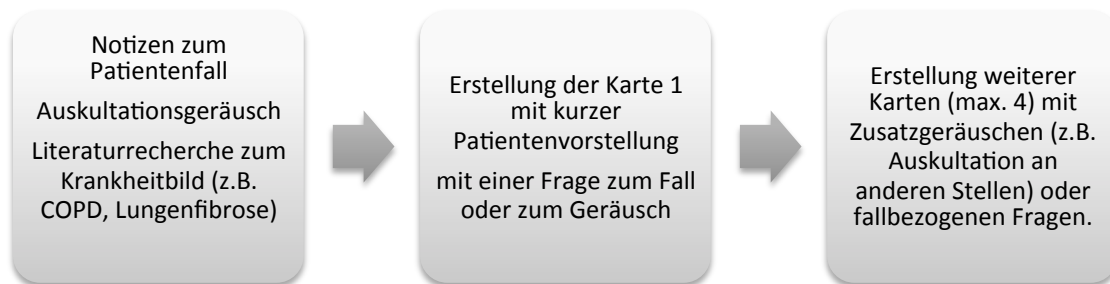 Notizen zum
Patientenfall
Auskultationsgeräusch
Literaturrecherche zum
Krankheitbild (z.B.
COPD, Lungenfibrose)
Erstellung der Karte 1
mit kurzer
Patientenvorstellung
mit einer Frage zum Fall
oder zum Geräusch
Erstellung weiterer
Karten (max. 4) mit
Zusatzgeräuschen (z.B.
Auskultation an
anderen Stellen) oder
fallbezogenen Fragen.